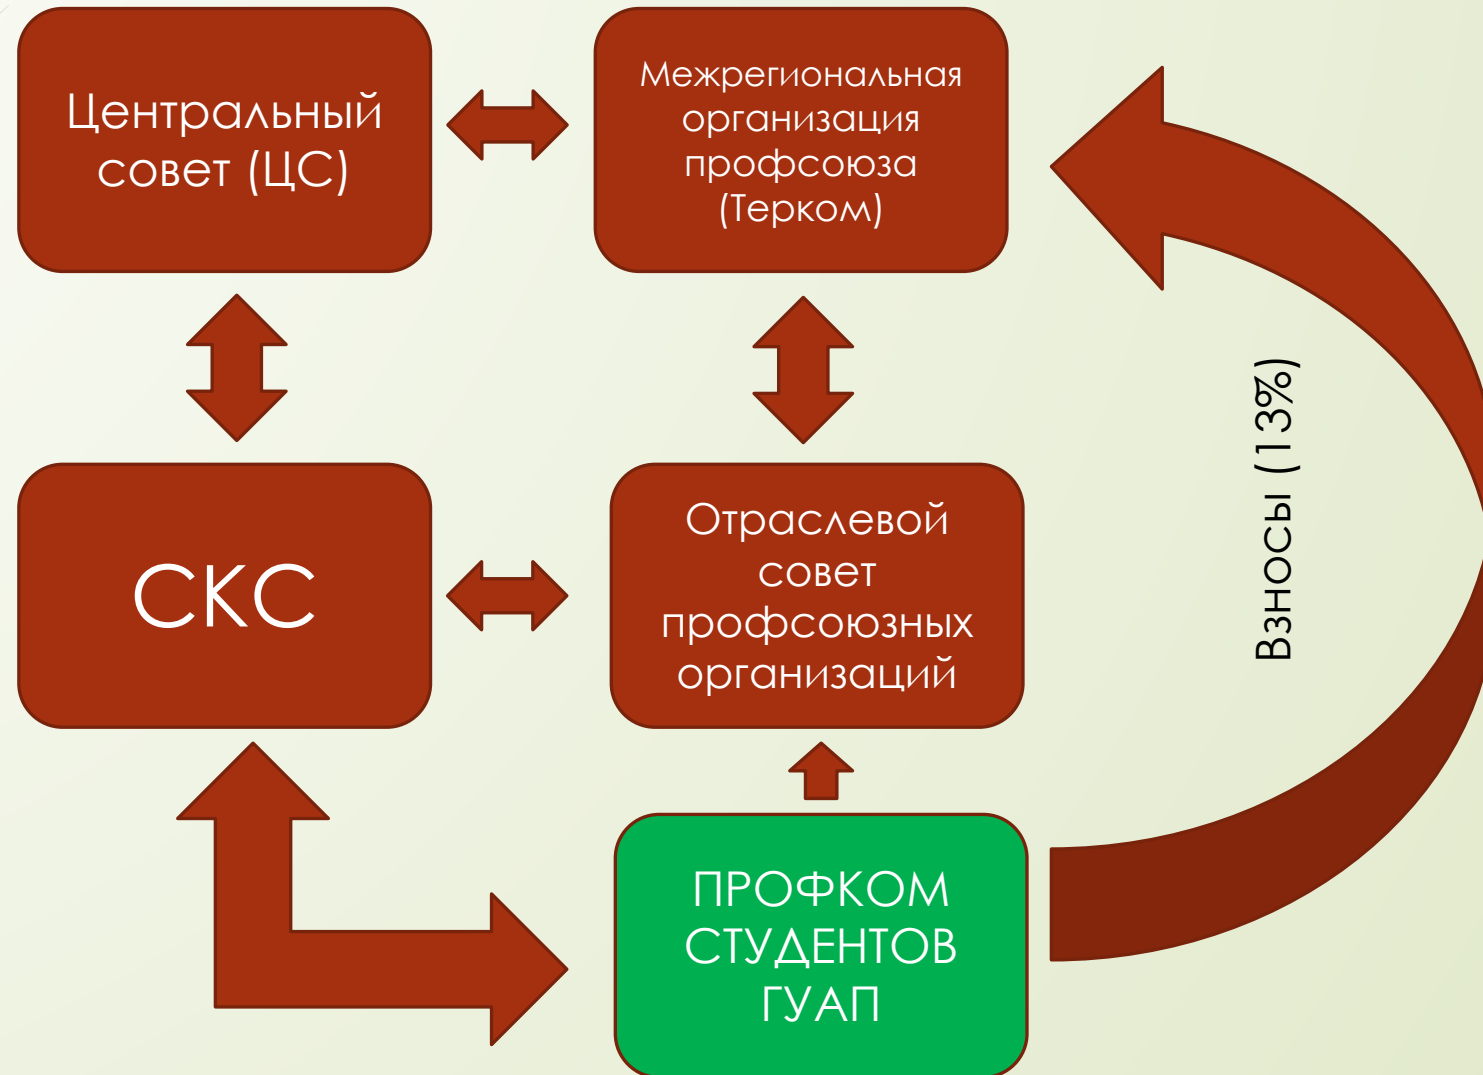 Центральный
совет (ЦС)
Межрегиональная
организация
профсоюза
(Терком)
СКС
Отраслевой
совет
профсоюзных
организаций
Взносы (13%)
ПРОФКОМ
СТУДЕНТОВ
ГУАП